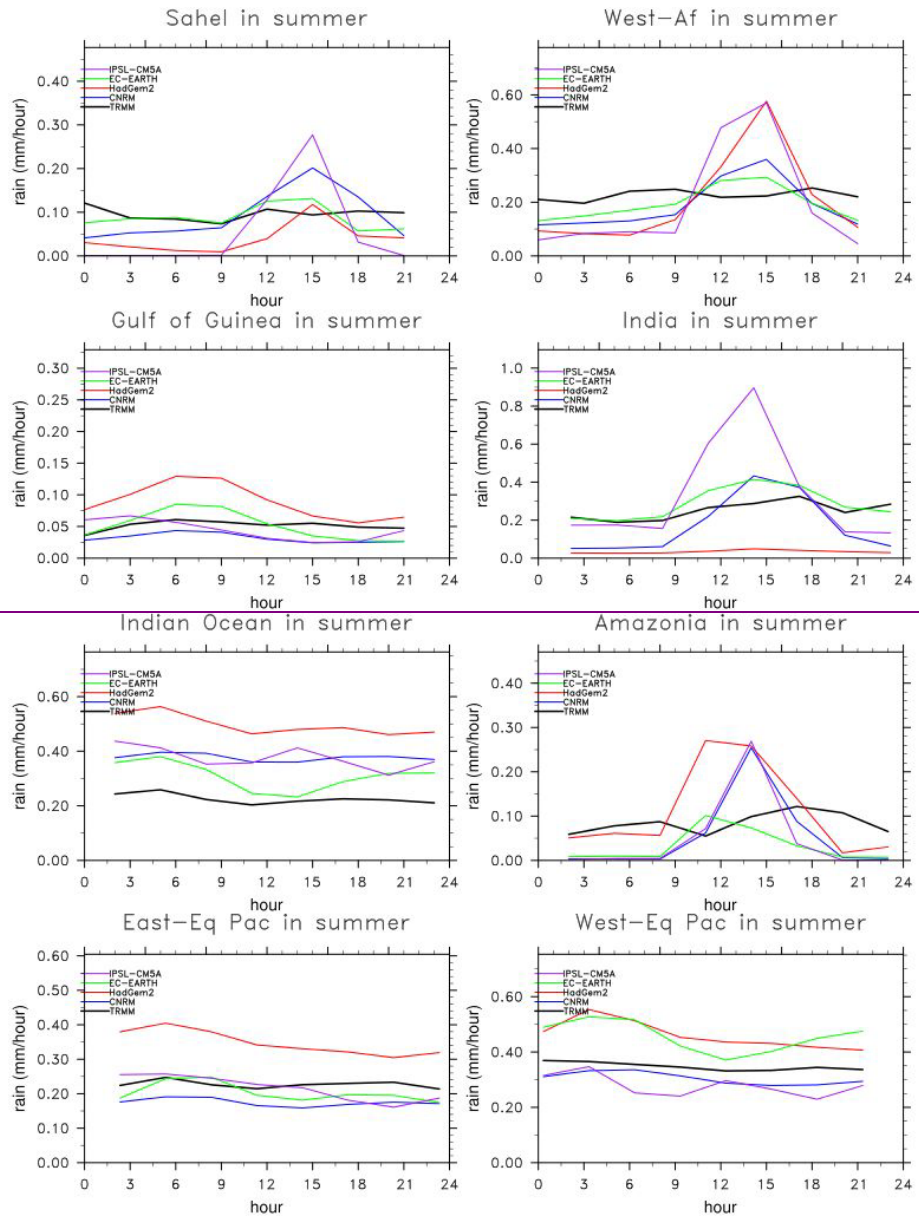 Sahel in summer
rain (mm/hour)
0.40
0.30
0.20
0.10
0.00
IPSL-CM5A
EC-EARTH
HadGem2
CNRM
TRMM
0 3 6 9 12 15 18 21 24
hour
West-Af in summer
rain (mm/hour)
0.60
0.40
0.20
0.00
IPSL-CM5A
EC-EARTH
HadGem2
CNRM
TRMM
0 3 6 9 12 15 18 21 24
hour
Gulf of Guinea in summer
rain (mm/hour)
0.30
0.25
0.20
0.15
0.10
0.05
0.00
IPSL-CM5A
EC-EARTH
HadGem2
CNRM
TRMM
0 3 6 9 12 15 18 21 24
hour
India in summer
rain (mm/hour)
1.0
0.8
0.6
0.4
0.2
0.0
IPSL-CM5A
EC-EARTH
HadGem2
CNRM
TRMM
0 3 6 9 12 15 18 21 24
hour
Indian Ocean in summer
rain (mm/hour)
0.60
0.40
0.20
0.00
IPSL-CM5A
EC-EARTH
HadGem2
CNRM
TRMM
0 3 6 9 12 15 18 21 24
hour
Amazonia in summer
rain (mm/hour)
0.40
0.30
0.20
0.10
0.00
IPSL-CM5A
EC-EARTH
HadGem2
CNRM
TRMM
0 3 6 9 12 15 18 21 24
hour
East-Eq Pac in summer
rain (mm/hour)
0.60
0.50
0.40
0.30
0.20
0.10
0.00
IPSL-CM5A
EC-EARTH
HadGem2
CNRM
TRMM
0 3 6 9 12 15 18 21 24
hour
West-Eq Pac in summer
rain (mm/hour)
0.60
0.40
0.20
0.00
IPSL-CM5A
EC-EARTH
HadGem2
CNRM
TRMM
0 3 6 9 12 15 18 21 24
hour